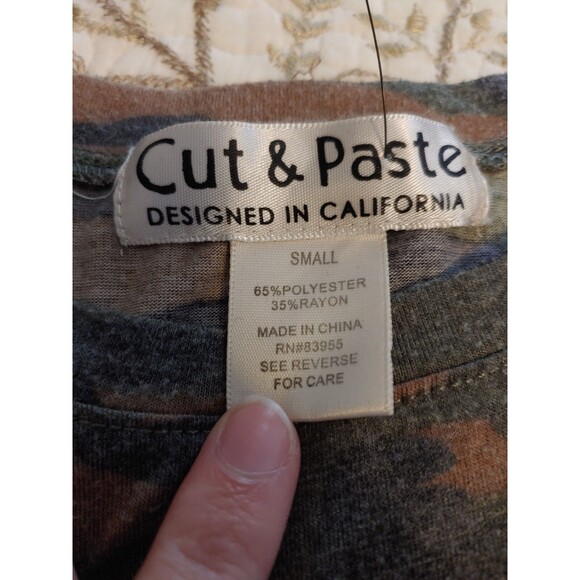 Cut & Paste
DESIGNED IN CALIFORNIA
SMALL
65%POLYESTER
35%RAYON
MADE IN CHINA
RN#83955
SEE REVERSE
FOR CARE